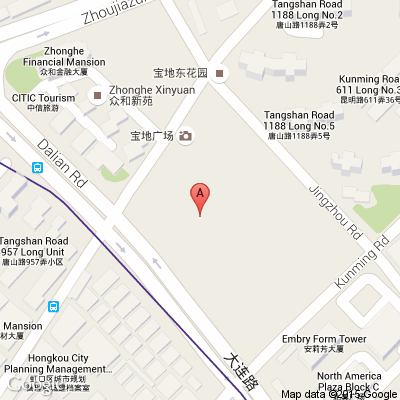 Zhoujiazui
Tangshan Road
1188 Long No.2
唐山路1188弄2号
Zhonghe
Financial Mansion
众和金融大厦
宝地东花园
Zhonghe Xinyuan
众和新苑
Kunming Road
611 Long No.3
昆明路611弄36号
CITIC Tourism
中信旅游
Tangshan Road
1188 Long No.5
唐山路1188弄5号
宝地广场
Dalian Rd
A
Jingzhou Rd
Tangshan Road
957 Long Unit
唐山路957弄小区
Kunming Rd
Mansion
材大厦
Embry Form Tower
安莉芳大厦
Hongkou City
Planning Management...
虹口区城市规划
大连路
North America
Plaza Block C
Map data ©2015 Google